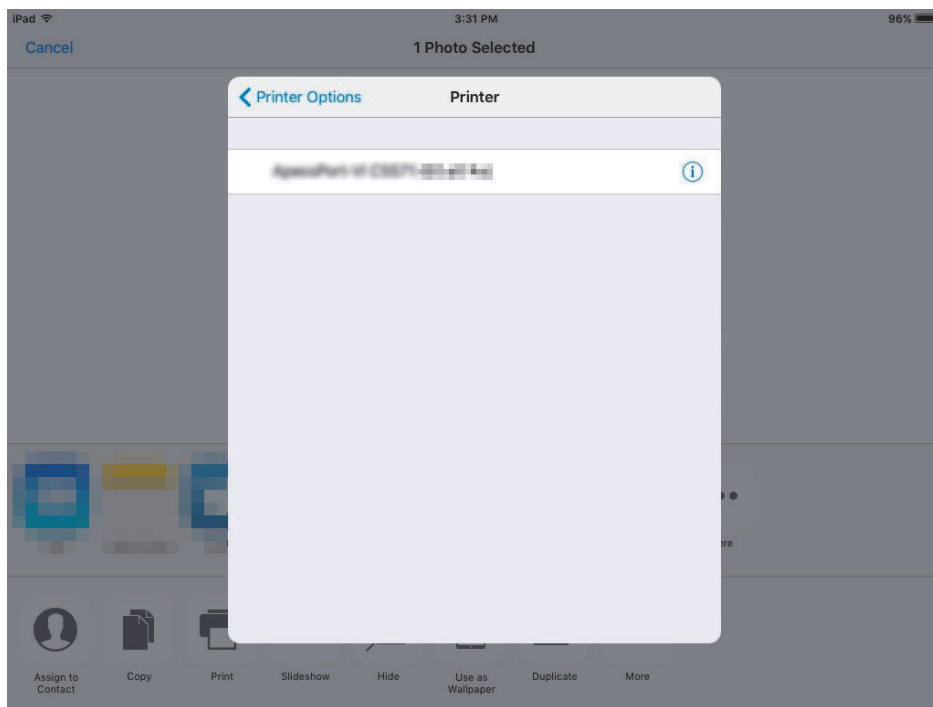 iPad 3:31 PM 96%
Cancel 1 Photo Selected
Printer Options Printer
Assign to Contact
Copy
Print
Slideshow
Hide
Use as Wallpaper
Duplicate
More